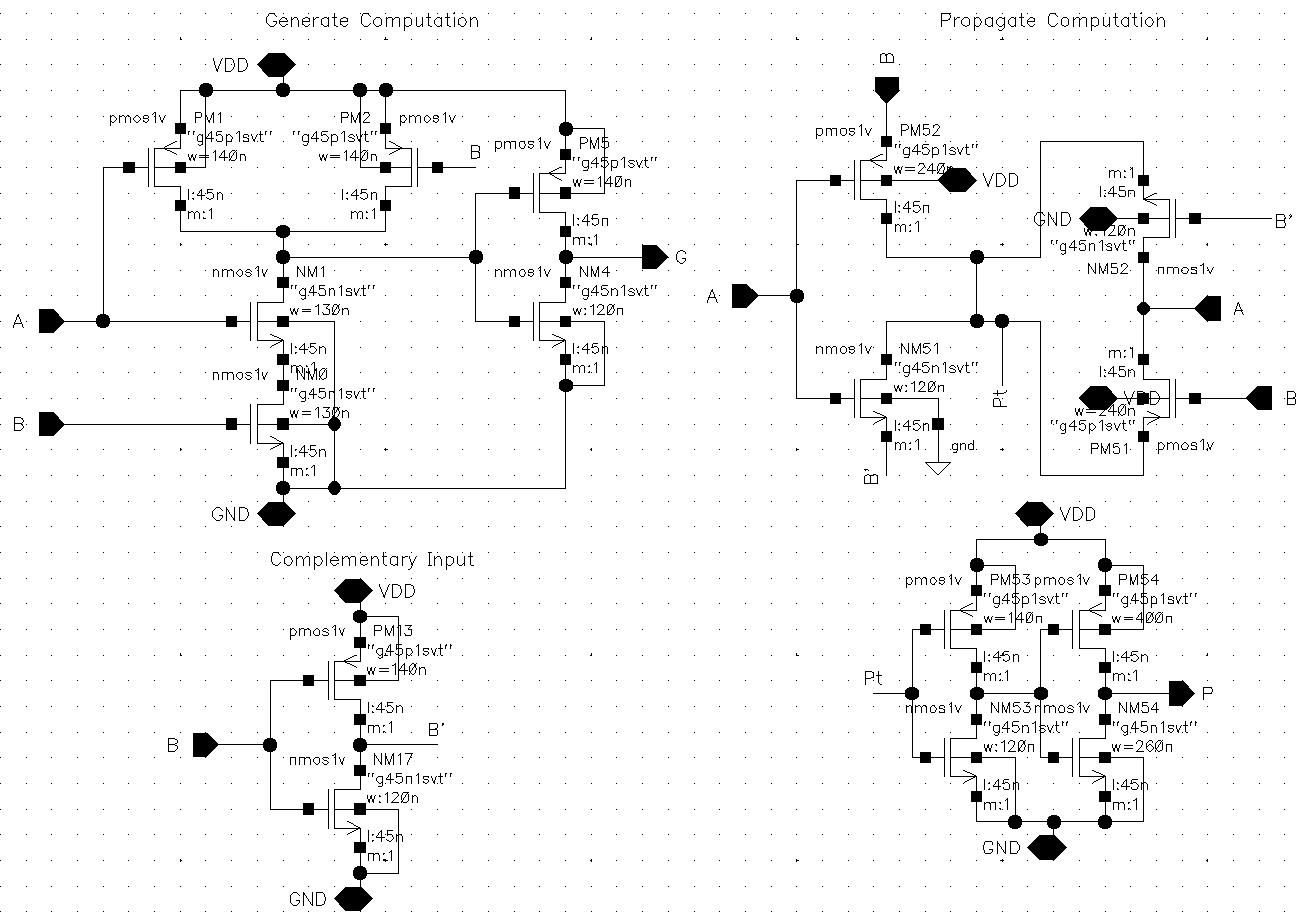 Generate Computation
VDD
pmos1v
PM1
"g45p1svt"
w=140n
l:45n
m:1
PM2
pmos1v
"g45p1svt"
w=140n
l:45n
m:1
B
pmos1v
PM5
"g45p1svt"
w=140n
l:45n
m:1
G
nmos1v
NM1
"g45n1svt"
w=130n
l:45n
m:1
nmos1v
NM4
"g45n1svt"
w:120n
l:45n
m:1
A
nmos1v
NM0
"g45n1svt"
w=130n
l:45n
m:1
B
GND
Propagate Computation
B
pmos1v
PM52
"g45p1svt"
w=240n
VDD
l:45n
m:1
m:1
l:45n
GND
w:120n
"g45n1svt"
NM52
nmos1v
B'
A
A
nmos1v
NM51
"g45n1svt"
w:120n
l:45n
m:1
gnd
B'
Pt
m:1
l:45n
VDD
w=240n
"g45p1svt"
PM51
pmos1v
B
Complementary Input
VDD
pmos1v
PM13
"g45p1svt"
w=140n
l:45n
m:1
B
B'
nmos1v
NM17
"g45n1svt"
w:120n
l:45n
m:1
GND
VDD
pmos1v
PM53
"g45p1svt"
w=140n
l:45n
m:1
pmos1v
PM54
"g45p1svt"
w=400n
l:45n
m:1
Pt
P
nmos1v
NM53
"g45n1svt"
w:120n
l:45n
m:1
nmos1v
NM54
"g45n1svt"
w=260n
l:45n
m:1
GND